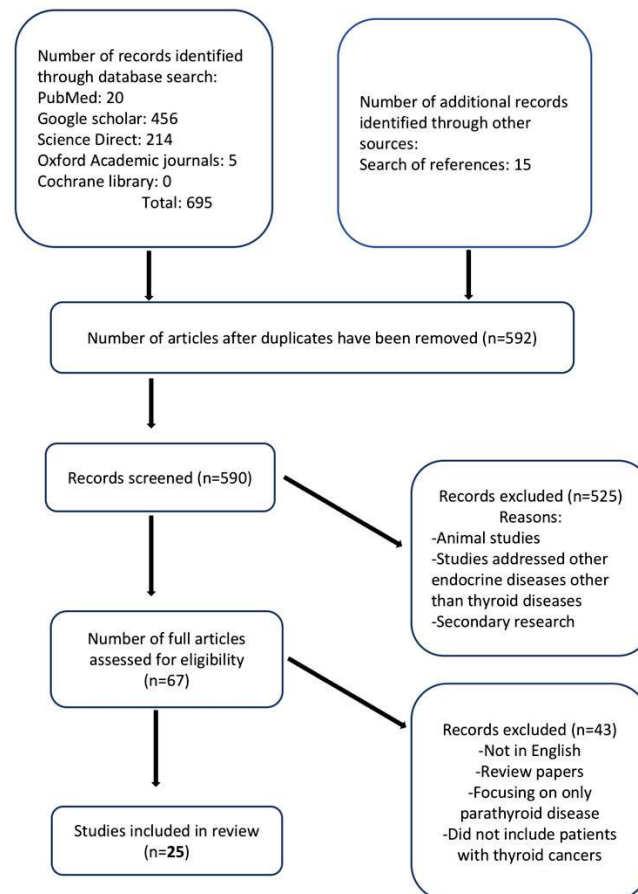 Number of records identified
through database search:
PubMed: 20
Google scholar: 456
Science Direct: 214
Oxford Academic journals: 5
Cochrane library: 0
Total: 695
Number of additional records
identified through other
sources:
Search of references: 15
Number of articles after duplicates have been removed (n=592)
Records screened (n=590)
Records excluded (n=525)
Reasons:
-Animal studies
-Studies addressed other
endocrine diseases other
than thyroid diseases
-Secondary research
Number of full articles
assessed for eligibility
(n=67)
Records excluded (n=43)
-Not in English
-Review papers
-Focusing on only
parathyroid disease
-Did not include patients
with thyroid cancers
Studies included in review
(n=25)